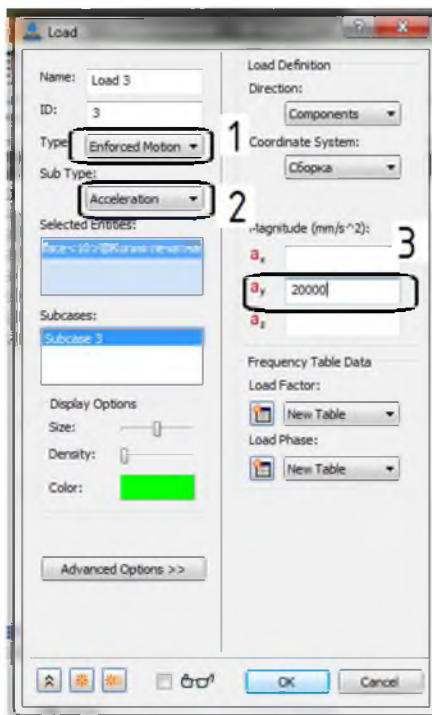 Load
Name: Load 3
ID: 3
Type Enforced Motion
1
Sub Type:
Acceleration
2
Selected Entities:
Subcases:
Subcase 3
Display Options
Size:
Density:
Color:
Advanced Options >>
Load Definition
Direction:
Components
Coordinate System:
Сборка
Magnitude (mm/s^2):
3
ax
ay 20000
az
Frequency Table Data
Load Factor:
New Table
Load Phase:
New Table
OK
Cancel